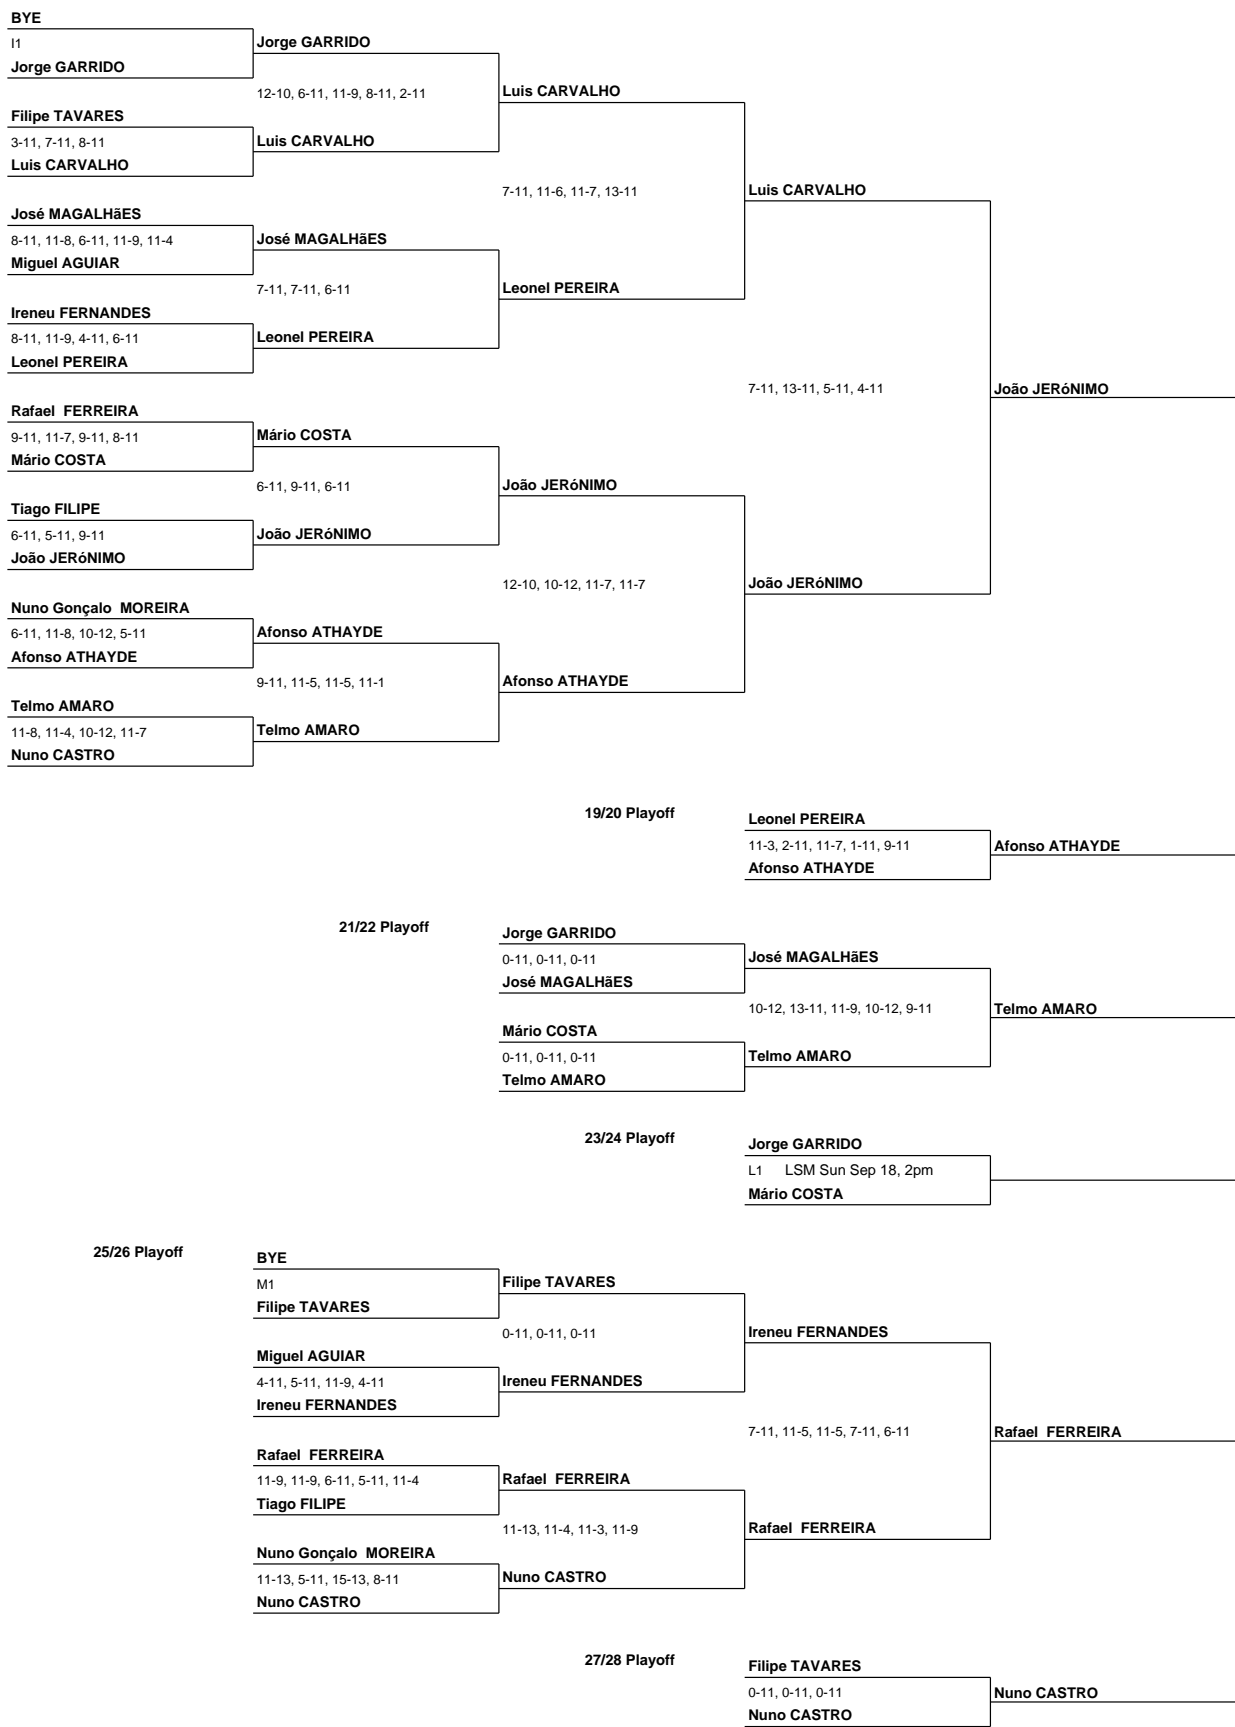 BYE
I1
Jorge GARRIDO
Filipe TAVARES
3-11, 7-11, 8-11
Luis CARVALHO
José MAGALHãES
8-11, 11-8, 6-11, 11-9, 11-4
Miguel AGUIAR
Ireneu FERNANDES
8-11, 11-9, 4-11, 6-11
Leonel PEREIRA
Rafael  FERREIRA
9-11, 11-7, 9-11, 8-11
Mário COSTA
Tiago FILIPE
6-11, 5-11, 9-11
João JERóNIMO
Nuno Gonçalo  MOREIRA
6-11, 11-8, 10-12, 5-11
Afonso ATHAYDE
Telmo AMARO
11-8, 11-4, 10-12, 11-7
Nuno CASTRO
Jorge GARRIDO
12-10, 6-11, 11-9, 8-11, 2-11
Luis CARVALHO
José MAGALHãES
7-11, 7-11, 6-11
Leonel PEREIRA
Mário COSTA
6-11, 9-11, 6-11
João JERóNIMO
Afonso ATHAYDE
9-11, 11-5, 11-5, 11-1
Telmo AMARO
Luis CARVALHO
7-11, 11-6, 11-7, 13-11
Leonel PEREIRA
João JERóNIMO
12-10, 10-12, 11-7, 11-7
Afonso ATHAYDE
Luis CARVALHO
7-11, 13-11, 5-11, 4-11
João JERóNIMO
João JERóNIMO
19/20 Playoff
Leonel PEREIRA
11-3, 2-11, 11-7, 1-11, 9-11
Afonso ATHAYDE
Afonso ATHAYDE
21/22 Playoff
Jorge GARRIDO
0-11, 0-11, 0-11
José MAGALHãES
Mário COSTA
0-11, 0-11, 0-11
Telmo AMARO
José MAGALHãES
10-12, 13-11, 11-9, 10-12, 9-11
Telmo AMARO
Telmo AMARO
23/24 Playoff
Jorge GARRIDO
L1 LSM Sun Sep 18, 2pm
Mário COSTA
25/26 Playoff
BYE
M1
Filipe TAVARES
Miguel AGUIAR
4-11, 5-11, 11-9, 4-11
Ireneu FERNANDES
Rafael  FERREIRA
11-9, 11-9, 6-11, 5-11, 11-4
Tiago FILIPE
Nuno Gonçalo  MOREIRA
11-13, 5-11, 15-13, 8-11
Nuno CASTRO
Filipe TAVARES
0-11, 0-11, 0-11
Ireneu FERNANDES
Rafael  FERREIRA
11-13, 11-4, 11-3, 11-9
Nuno CASTRO
Ireneu FERNANDES
7-11, 11-5, 11-5, 7-11, 6-11
Rafael  FERREIRA
Rafael  FERREIRA
27/28 Playoff
Filipe TAVARES
0-11, 0-11, 0-11
Nuno CASTRO
Nuno CASTRO